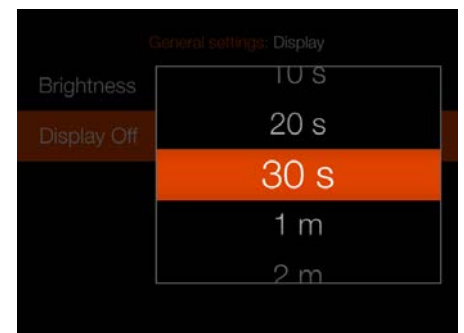 General settings: Display
Brightness
Display Off
10 s
20 s
30 s
1 m
2 m